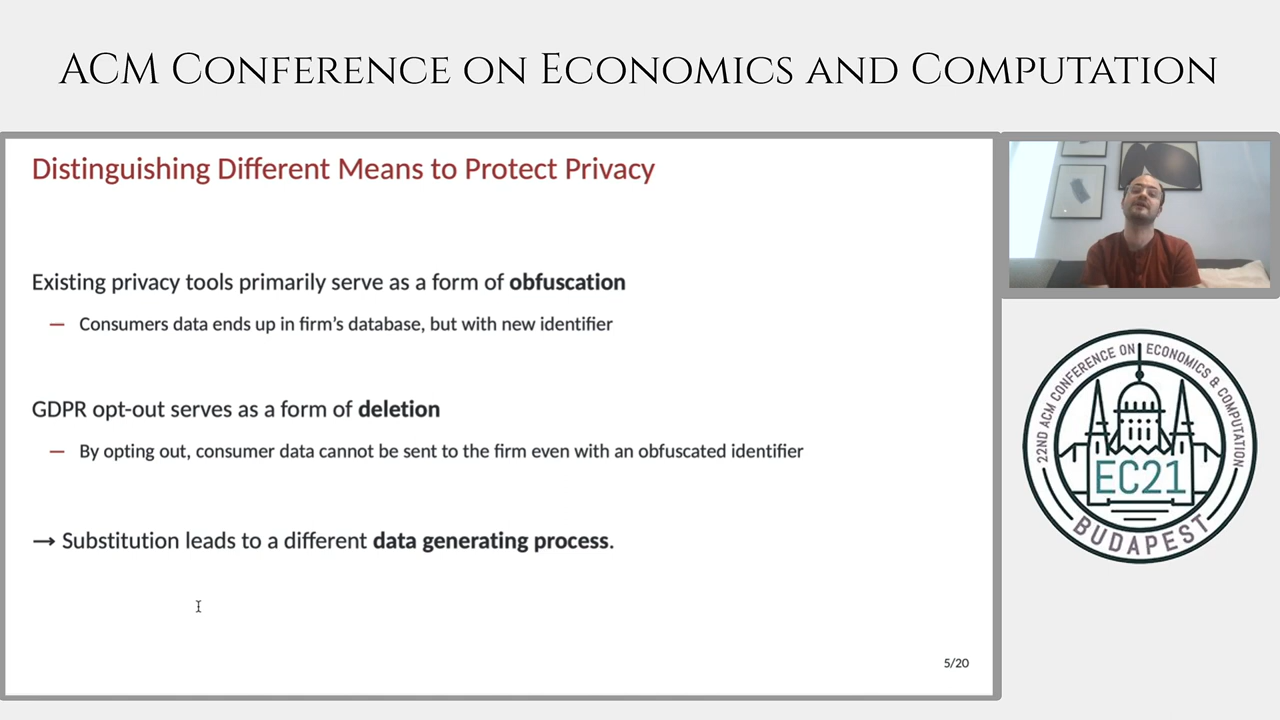 ACM Conference on Economics and Computation
Distinguishing Different Means to Protect Privacy
Existing privacy tools primarily serve as a form of obfuscation
— Consumers data ends up in firm's database, but with new identifier
GDPR opt-out serves as a form of deletion
— By opting out, consumer data cannot be sent to the firm even with an obfuscated identifier
→ Substitution leads to a different data generating process.
5/20
22ND ACM CONFERENCE ON ECONOMICS & COMPUTATION
EC21
BUDAPEST